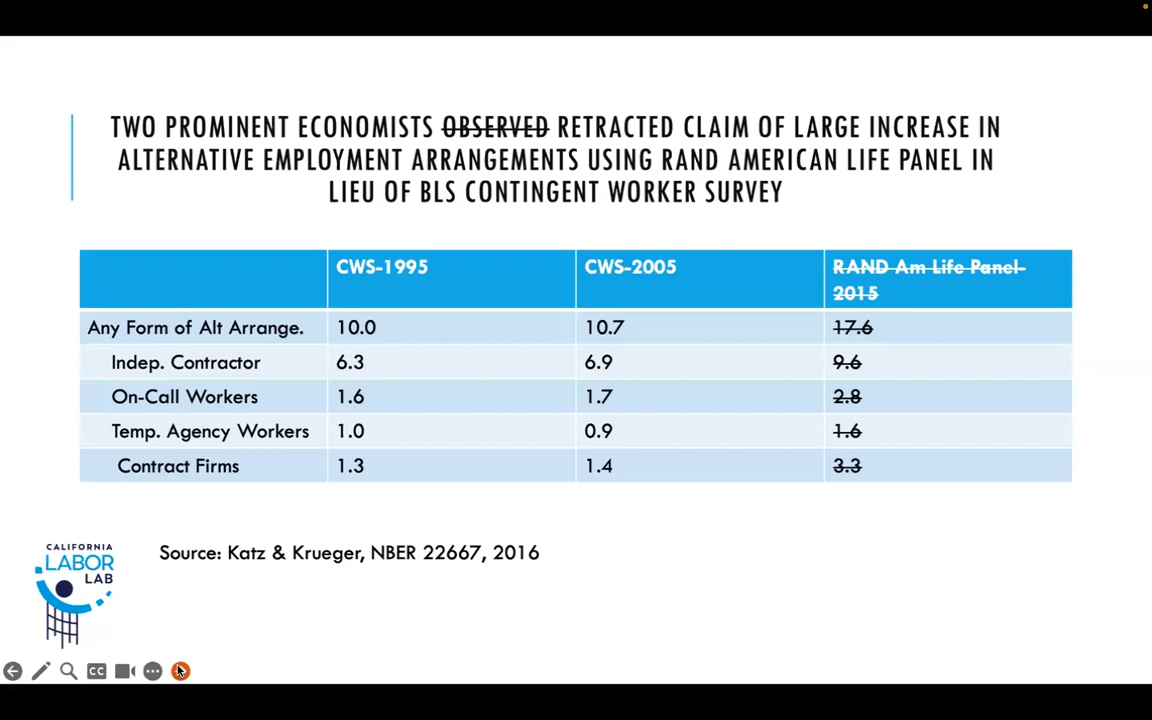 TWO PROMINENT ECONOMISTS OBSERVED RETRACTED CLAIM OF LARGE INCREASE IN
ALTERNATIVE EMPLOYMENT ARRANGEMENTS USING RAND AMERICAN LIFE PANEL IN
LIEU OF BLS CONTINGENT WORKER SURVEY
CWS-1995 CWS-2005 RAND Am Life Panel-
2015
Any Form of Alt Arrange. 10.0 10.7 17.6
Indep. Contractor 6.3 6.9 9.6
On-Call Workers 1.6 1.7 2.8
Temp. Agency Workers 1.0 0.9 1.6
Contract Firms 1.3 1.4 3.3
Source: Katz & Krueger, NBER 22667, 2016
CALIFORNIA
LABOR
LAB
CC